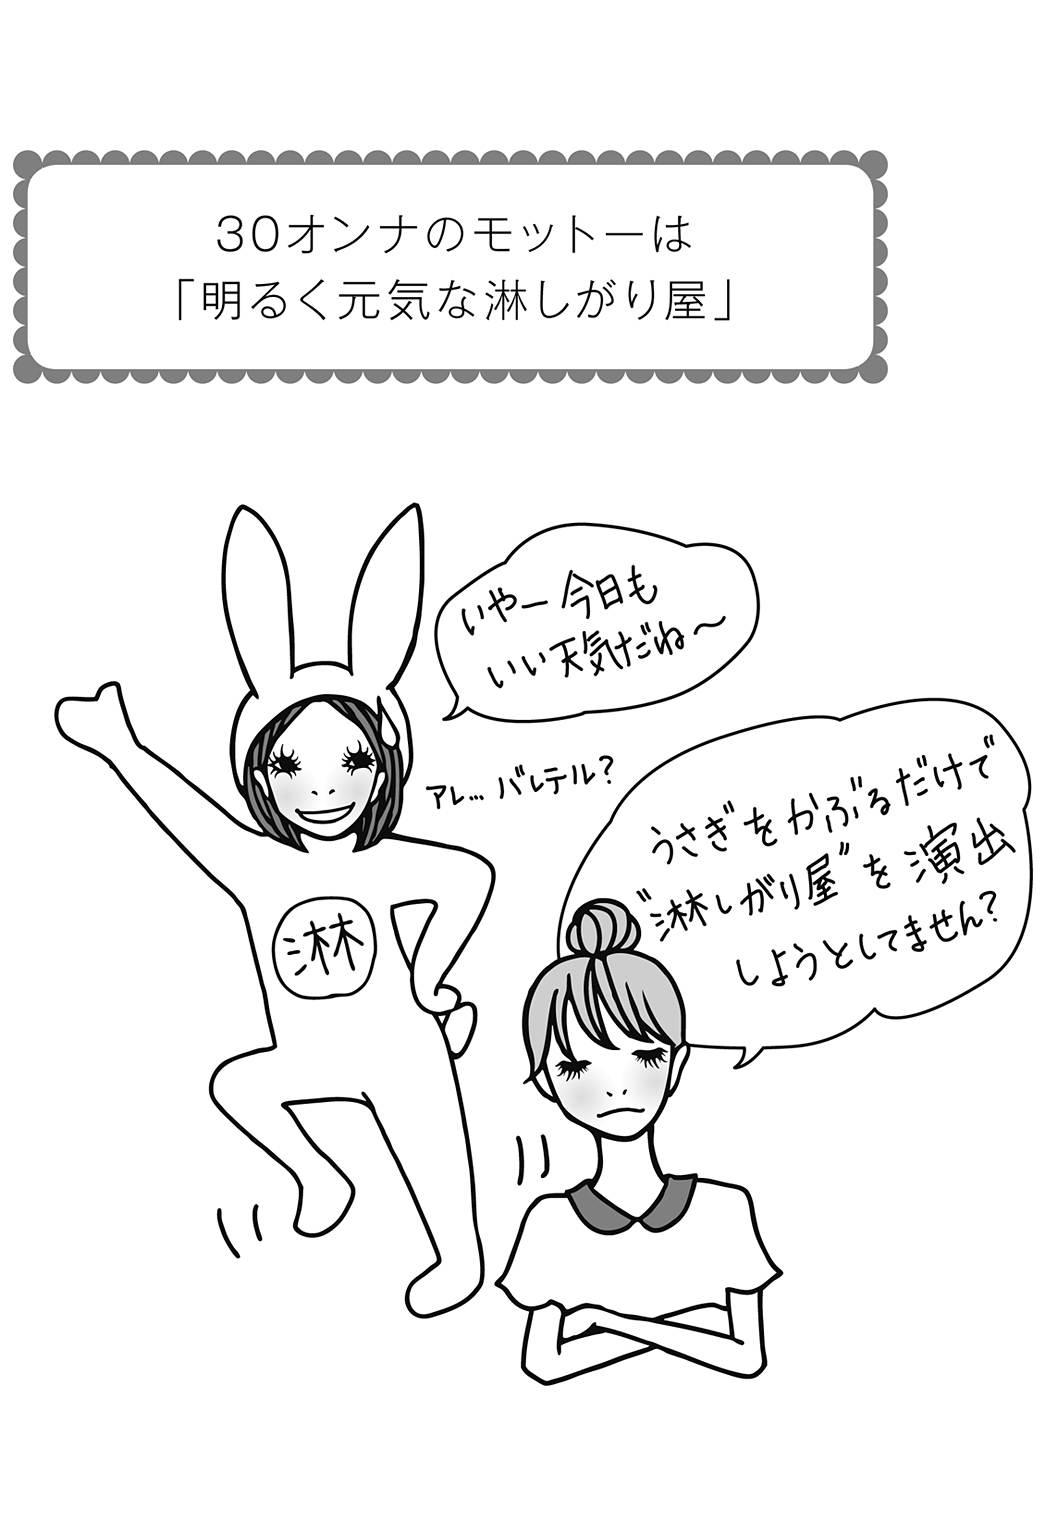 30オンナのモットーは
「明るく元気な淋しがり屋」
いやー今日も
いい天気だね〜
アレ…バレテル?
淋
うさぎをかぶるだけで
"淋しがり屋"を演出
しようとしてません?